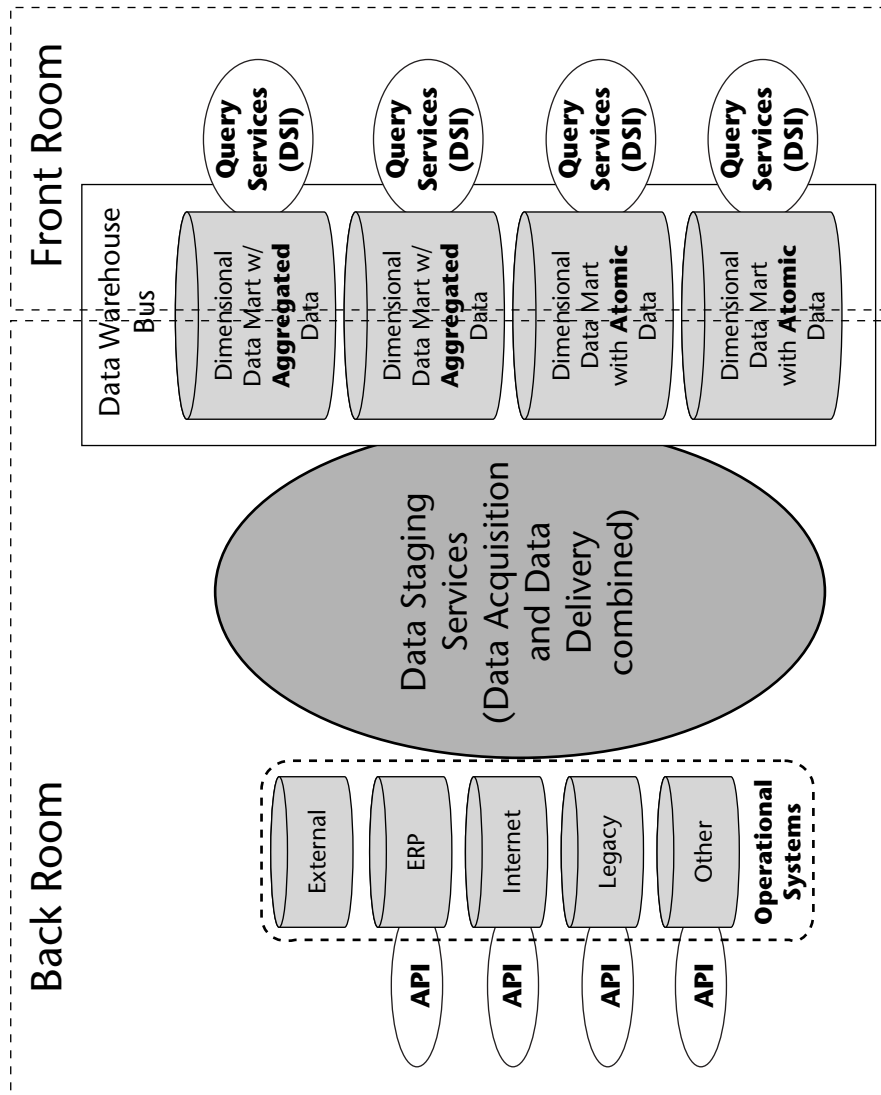 Back Room
Front Room
API
API
API
API
External
ERP
Internet
Legacy
Other
Operational
Systems
Data Staging
Services
(Data Acquisition
and Data
Delivery
combined)
Data Warehouse
Bus
Dimensional
Data Mart w/
Aggregated
Data
Dimensional
Data Mart w/
Aggregated
Data
Dimensional
Data Mart
with Atomic
Data
Dimensional
Data Mart
with Atomic
Data
Query
Services
(DSI)
Query
Services
(DSI)
Query
Services
(DSI)
Query
Services
(DSI)